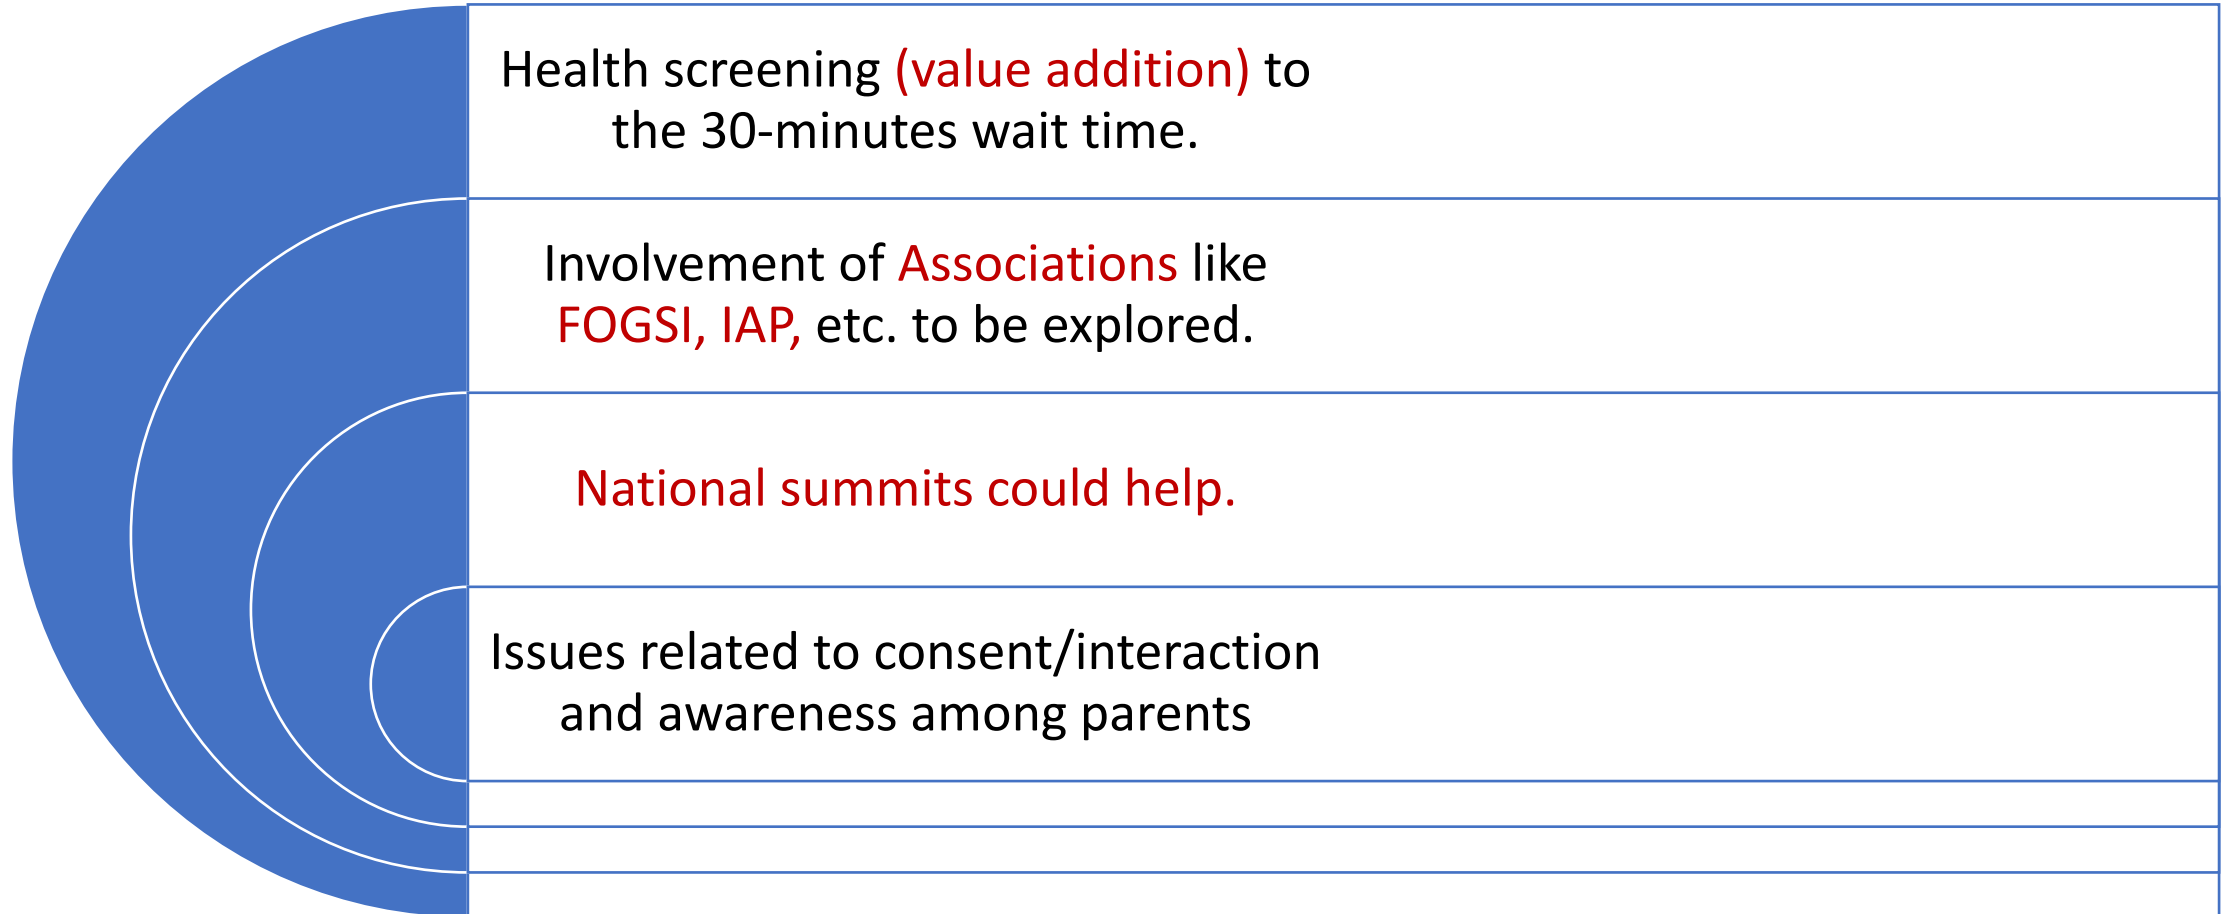 Health screening (value addition) to
the 30-minutes wait time.
Involvement of Associations like
FOGSI, IAP, etc. to be explored.
National summits could help.
Issues related to consent/interaction
and awareness among parents